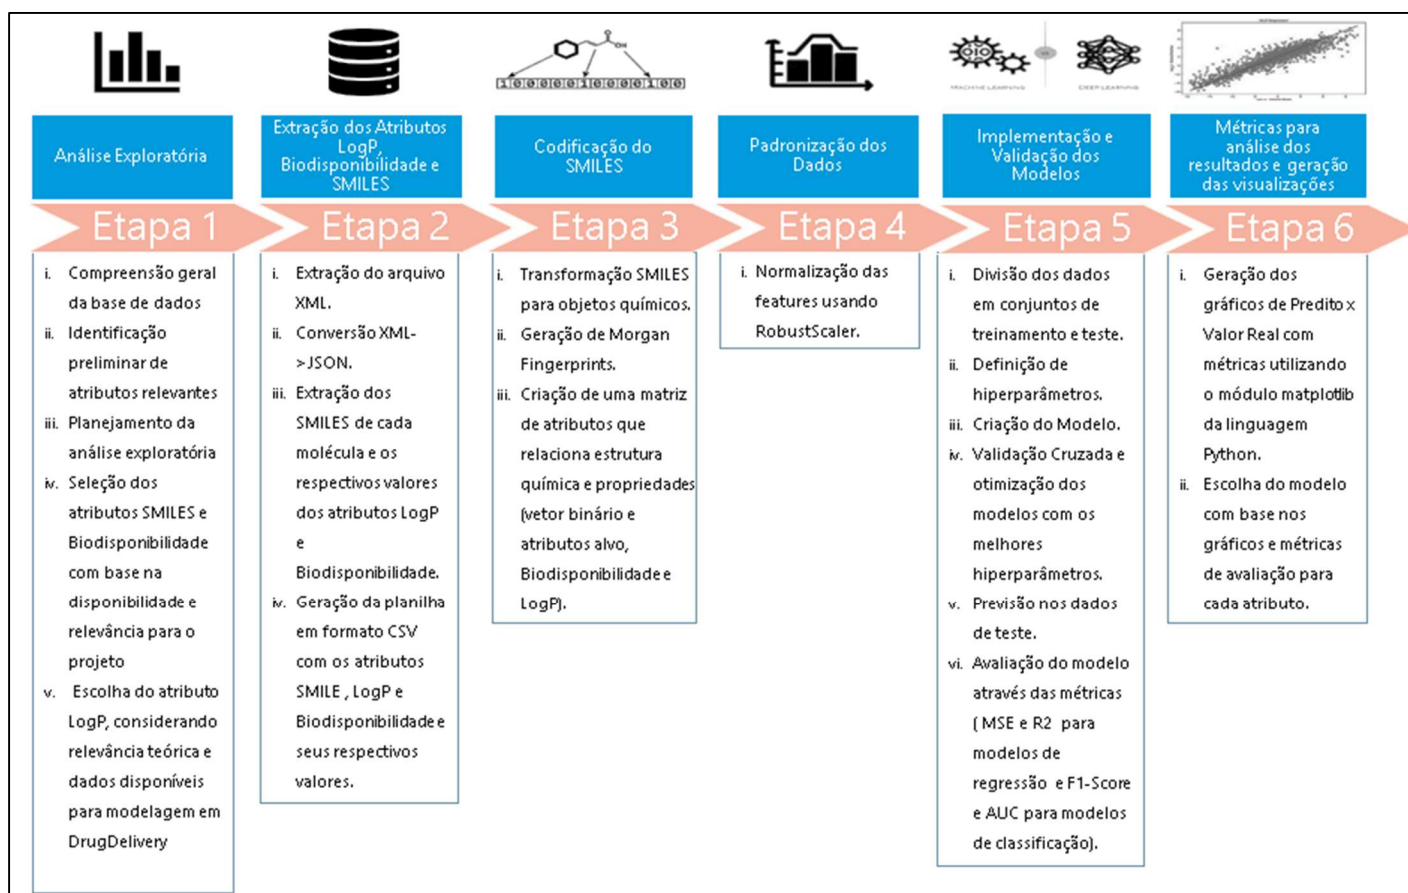 OH
1000001000100
MACHINE LEARNING
DEEP LEARNING
Análise Exploratória
Etapa 1
i. Compreensão geral
da base de dados
ii. Identificação
preliminar de
atributos relevantes
iii. Planejamento da
análise exploratória
iv. Seleção dos
atributos SMILES e
Biodisponibilidade
com base na
disponibilidade e
relevância para o
projeto
v. Escolha do atributo
LogP, considerando
relevância teórica e
dados disponíveis
para modelagem em
DrugDelivery
Extração dos Atributos
LogP,
Biodisponibilidade e
SMILES
Etapa 2
i. Extração do arquivo
XML.
ii. Conversão XML-
>JSON.
iii. Extração dos
SMILES de cada
molécula e os
respectivos valores
dos atributos LogP
e
Biodisponibilidade.
iv. Geração da planilha
em formato CSV
com os atributos
SMILE , LogP e
Biodisponibilidade e
seus respectivos
valores.
Codificação do
SMILES
Etapa 3
i. Transformação SMILES
para objetos químicos.
ii. Geração de Morgan
Fingerprints.
iii. Criação de uma matriz
de atributos que
relaciona estrutura
química e propriedades
(vetor binário e
atributos alvo,
Biodisponibilidade e
LogP).
Padronização dos
Dados
Etapa 4
i. Normalização das
features usando
RobustScaler.
Implementação e
Validação dos
Modelos
Etapa 5
i. Divisão dos dados
em conjuntos de
treinamento e teste.
ii. Definição de
hiperparâmetros.
iii. Criação do Modelo.
iv. Validação Cruzada e
otimização dos
modelos com os
melhores
hiperparâmetros.
v. Previsão nos dados
de teste.
vi. Avaliação do modelo
através das métricas
( MSE e R2 para
modelos de
regressão e F1-Score
e AUC para modelos
de classificação).
Métricas para
análise dos
resultados e geração
das visualizações
Etapa 6
i. Geração dos
gráficos de Predito x
Valor Real com
métricas utilizando
o módulo matplotlib
da linguagem
Python.
ii. Escolha do modelo
com base nos
gráficos e métricas
de avaliação para
cada atributo.